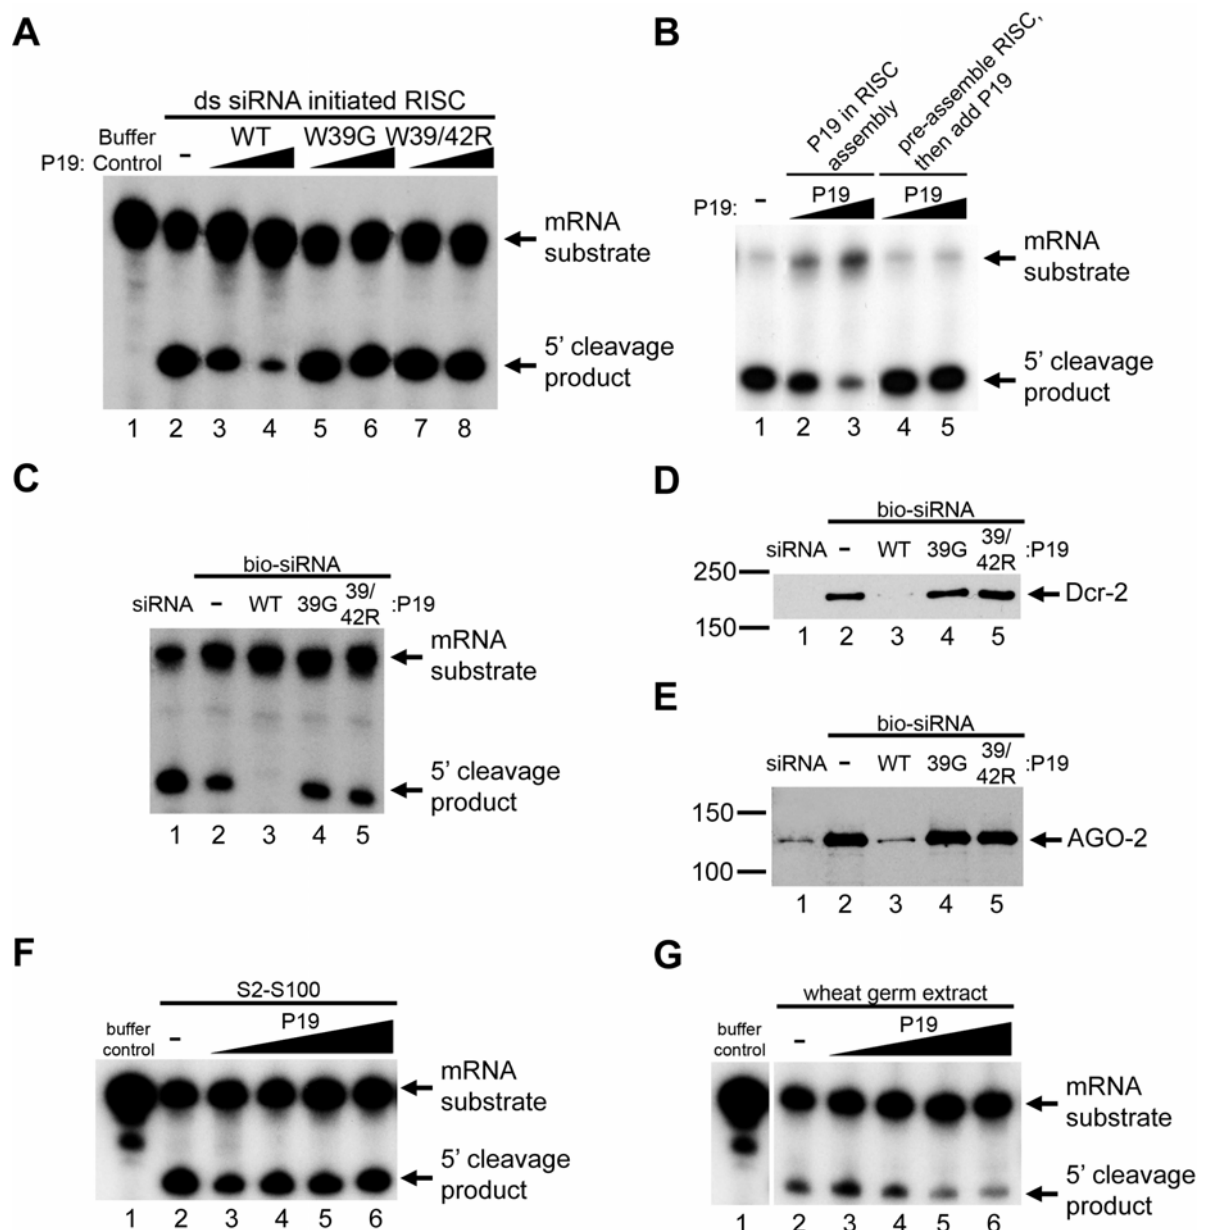 A
ds siRNA initiated RISC
Buffer
WT W39G W39/42R
P19: Control -
mRNA
substrate
5’ cleavage
product
1 2 3 4 5 6 7 8
B
P19 in RISC
assembly
pre-assemble RISC,
then add P19
P19: - P19 P19
mRNA
substrate
5’ cleavage
product
1 2 3 4 5
C
bio-siRNA
siRNA - WT 39G 39/
42R :P19
mRNA
substrate
5’ cleavage
product
1 2 3 4 5
D
bio-siRNA
siRNA - WT 39G 39/
42R :P19
250
Dcr-2
150
1 2 3 4 5
E
bio-siRNA
siRNA - WT 39G 39/
42R :P19
150
AGO-2
100
1 2 3 4 5
F
S2-S100
buffer
control - P19
mRNA
substrate
5’ cleavage
product
1 2 3 4 5 6
G
wheat germ extract
buffer
control - P19
mRNA
substrate
5’ cleavage
product
1 2 3 4 5 6